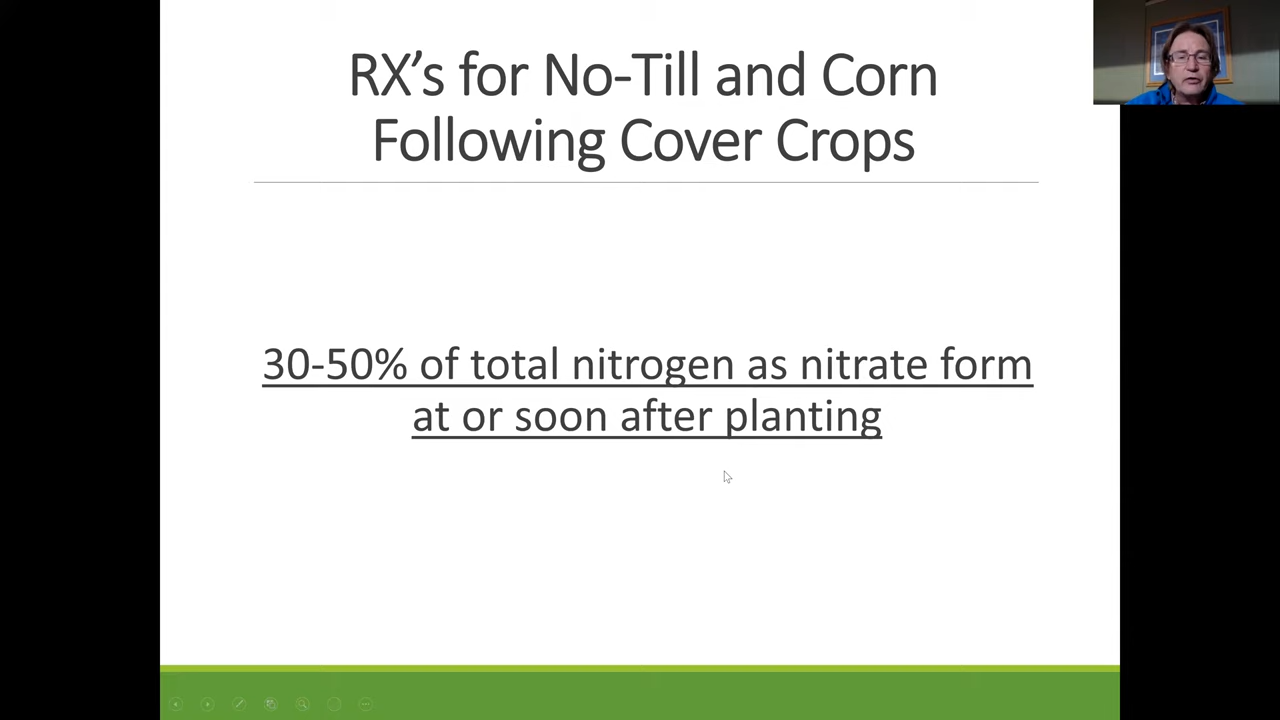 RX’s for No-Till and Corn
Following Cover Crops
30-50% of total nitrogen as nitrate form
at or soon after planting